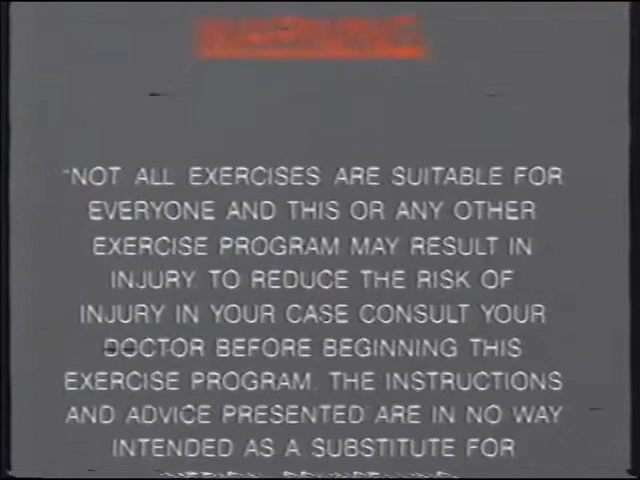 WARNING
"NOT ALL EXERCISES ARE SUITABLE FOR
EVERYONE AND THIS OR ANY OTHER
EXERCISE PROGRAM MAY RESULT IN
INJURY. TO REDUCE THE RISK OF
INJURY IN YOUR CASE CONSULT YOUR
DOCTOR BEFORE BEGINNING THIS
EXERCISE PROGRAM. THE INSTRUCTIONS
AND ADVICE PRESENTED ARE IN NO WAY
INTENDED AS A SUBSTITUTE FOR